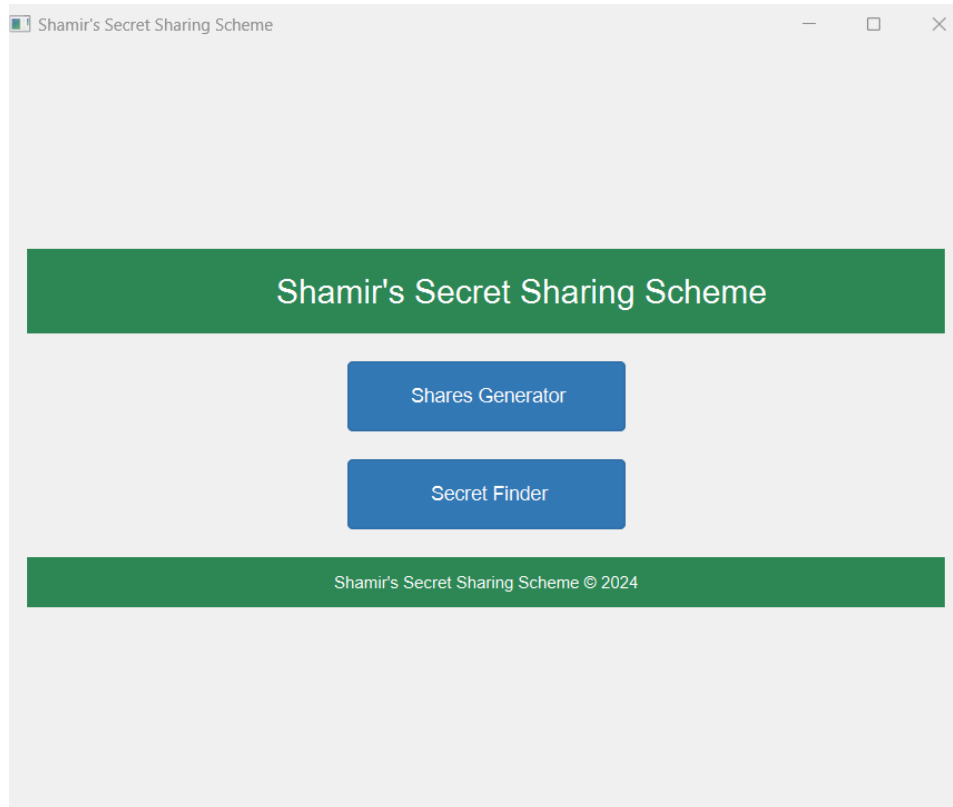 Shamir's Secret Sharing Scheme
Shamir's Secret Sharing Scheme
Shares Generator
Secret Finder
Shamir's Secret Sharing Scheme © 2024